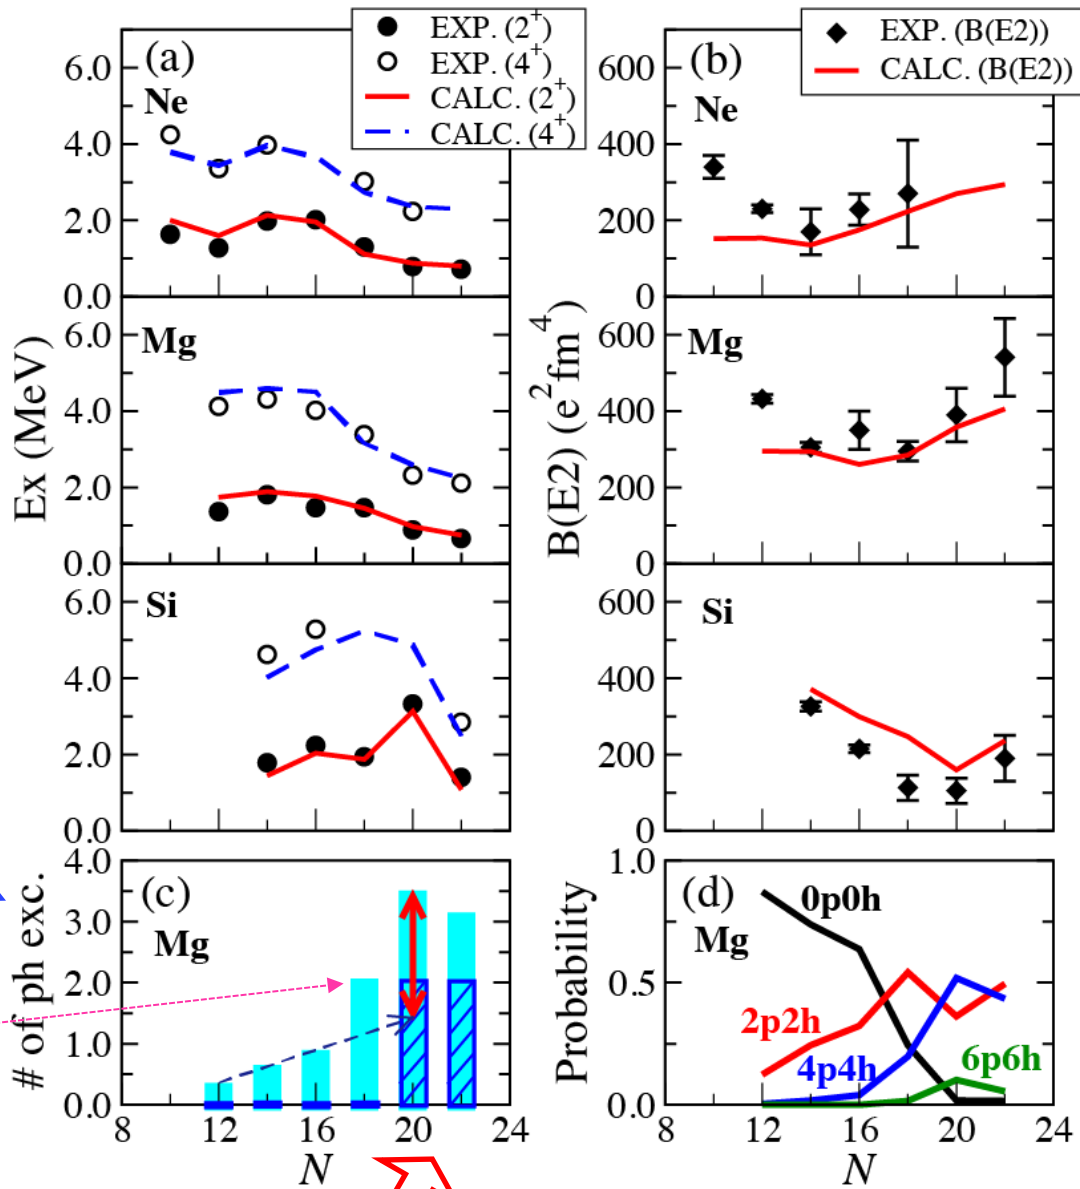 EXP. (2+)
EXP. (4+)
CALC. (2+)
CALC. (4+)
(a)
Ne
6.0
4.0
2.0
0.0
Mg
6.0
4.0
2.0
0.0
Si
6.0
4.0
2.0
0.0
Ex (MeV)
EXP. (B(E2))
CALC. (B(E2))
(b)
Ne
600
400
200
0
Mg
600
400
200
0
Si
600
400
200
0
B(E2) (e²fm⁴)
(c)
Mg
4.0
3.0
2.0
1.0
0.0
# of ph exc.
8 12 16 20 24
N
(d)
Mg
0p0h
2p2h
4p4h
6p6h
1.0
0.5
0.0
Probability
8 12 16 20 24
N